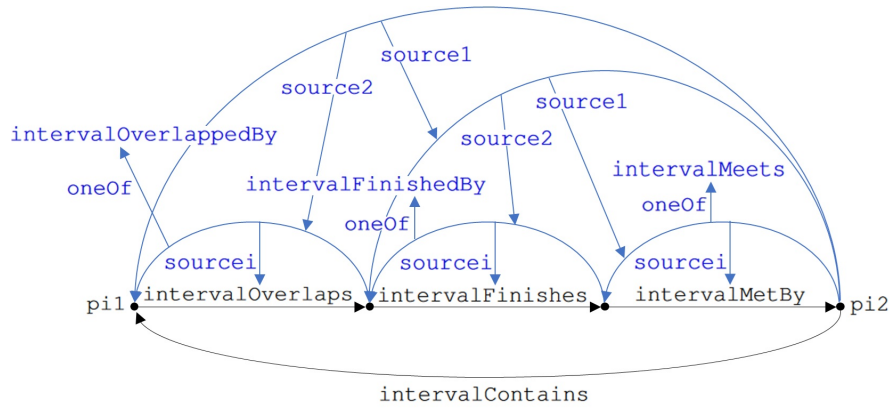 source1
source2
source1
intervalOverlappedBy
source2
intervalMeets
oneOf
intervalFinishedBy
oneOf
oneOf
sourcei
sourcei
sourcei
pi1
intervalOverlaps
intervalFinishes
intervalMetBy
pi2
intervalContains